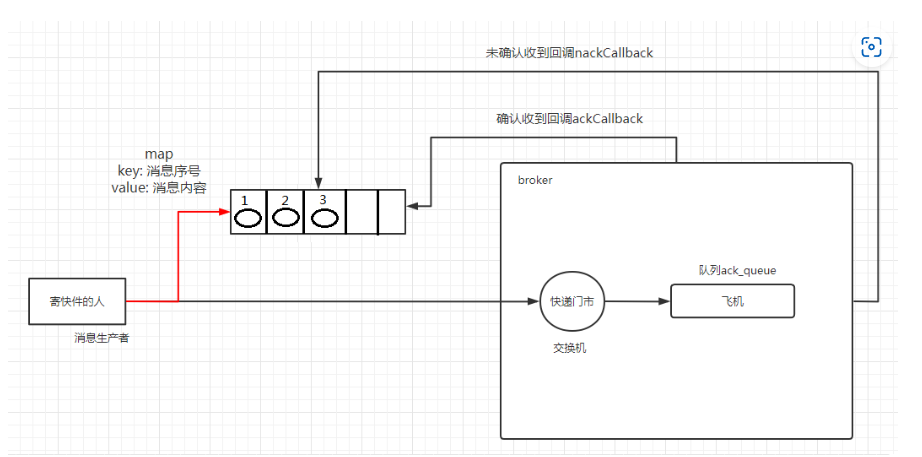 未确认收到回调nackCallback
确认收到回调ackCallback
map
key: 消息序号
value: 消息内容
broker
1
2
3
队列ack_queue
寄快件的人
快递门市
飞机
消息生产者
交换机